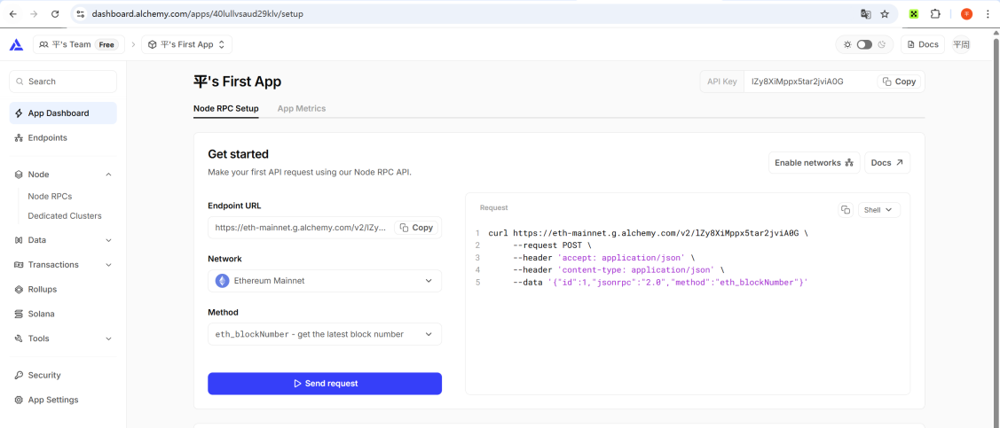 dashboard.alchemy.com/apps/40lullvsaud29klv/setup
平
平's Team Free
平's First App
Docs
平周
Search
App Dashboard
Endpoints
Node
Node RPCs
Dedicated Clusters
Data
Transactions
Rollups
Solana
Tools
Security
App Settings
平's First App
API Key
lZy8XiMppx5tar2jviA0G
Copy
Node RPC Setup
App Metrics
Get started
Make your first API request using our Node RPC API.
Enable networks
Docs
Endpoint URL
https://eth-mainnet.g.alchemy.com/v2/lZy...
Copy
Network
Ethereum Mainnet
Method
eth_blockNumber - get the latest block number
Send request
Request
Shell
1 curl https://eth-mainnet.g.alchemy.com/v2/lZy8XiMppx5tar2jviA0G \
2 --request POST \
3 --header 'accept: application/json' \
4 --header 'content-type: application/json' \
5 --data '{"id":1,"jsonrpc":"2.0","method":"eth_blockNumber"}'